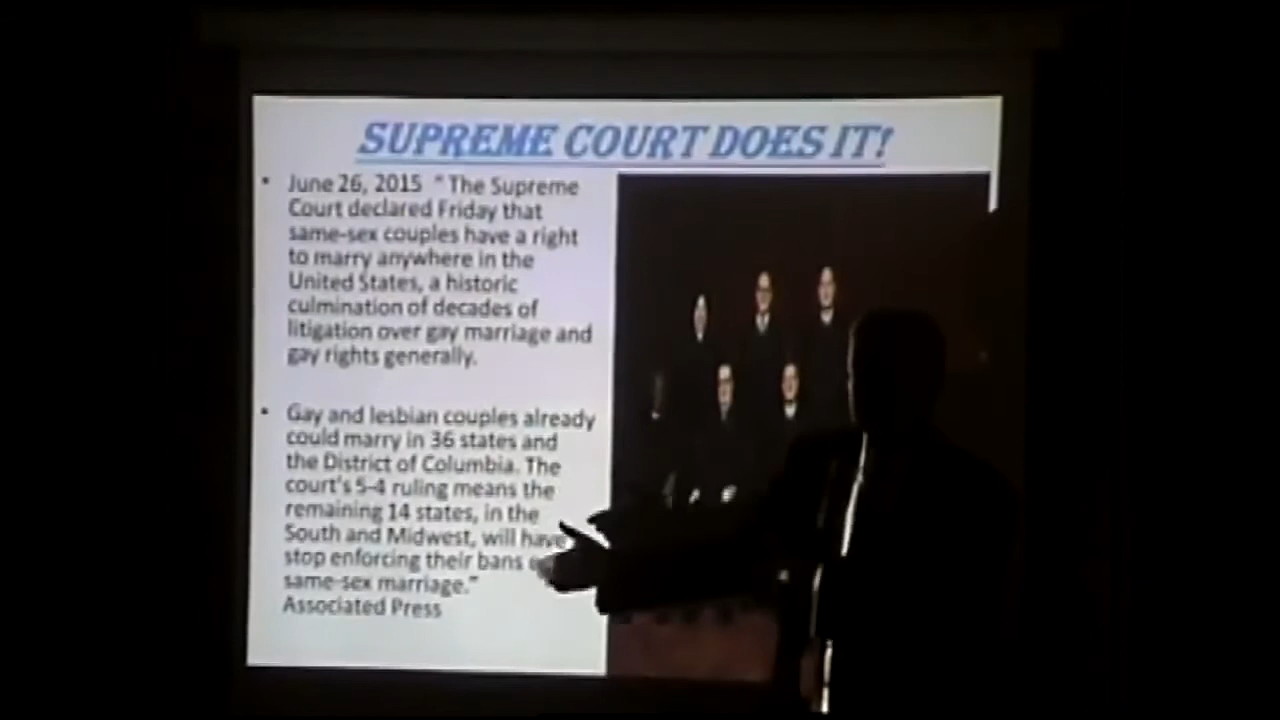 SUPREME COURT DOES IT!
• June 26, 2015 “ The Supreme
Court declared Friday that
same-sex couples have a right
to marry anywhere in the
United States, a historic
culmination of decades of
litigation over gay marriage and
gay rights generally.
• Gay and lesbian couples already
could marry in 36 states and
the District of Columbia. The
court's 5-4 ruling means the
remaining 14 states, in the
South and Midwest, will have
stop enforcing their bans
same-sex marriage.”
Associated Press